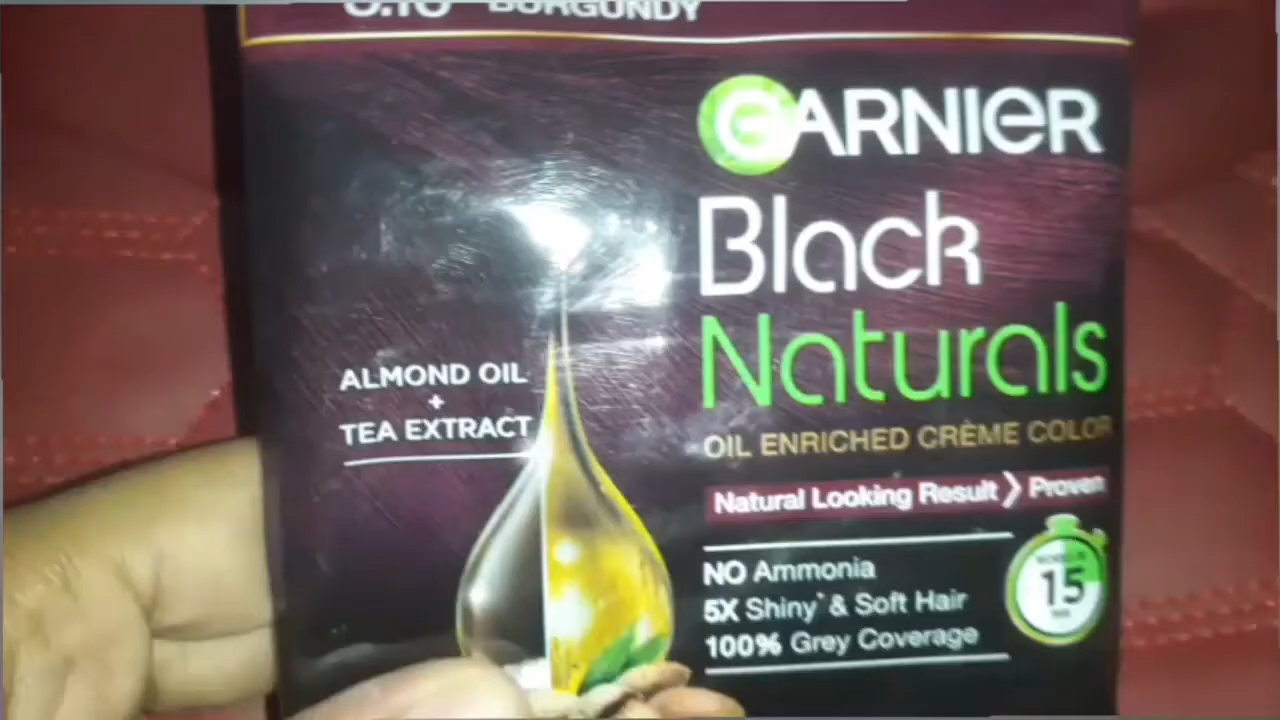 BURGUNDY
GARNIER
Black
Naturals
ALMOND OIL
+
TEA EXTRACT
OIL ENRICHED CRÈME COLOR
Natural Looking Result > Proven
NO Ammonia
5X Shiny* & Soft Hair
100% Grey Coverage
15